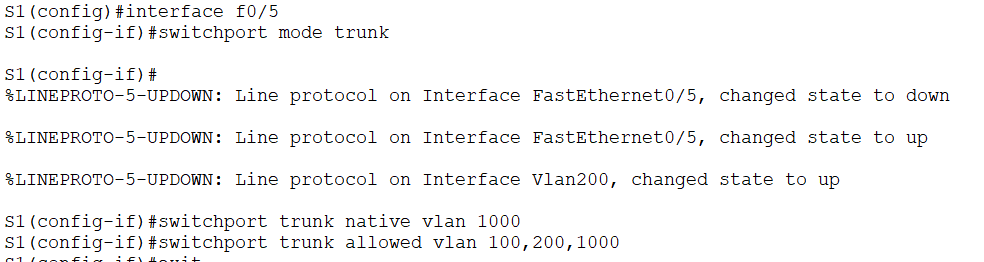 S1(config)#interface f0/5
S1(config-if)#switchport mode trunk
S1(config-if)#
%LINEPROTO-5-UPDOWN: Line protocol on Interface FastEthernet0/5, changed state to down
%LINEPROTO-5-UPDOWN: Line protocol on Interface FastEthernet0/5, changed state to up
%LINEPROTO-5-UPDOWN: Line protocol on Interface Vlan200, changed state to up
S1(config-if)#switchport trunk native vlan 1000
S1(config-if)#switchport trunk allowed vlan 100,200,1000